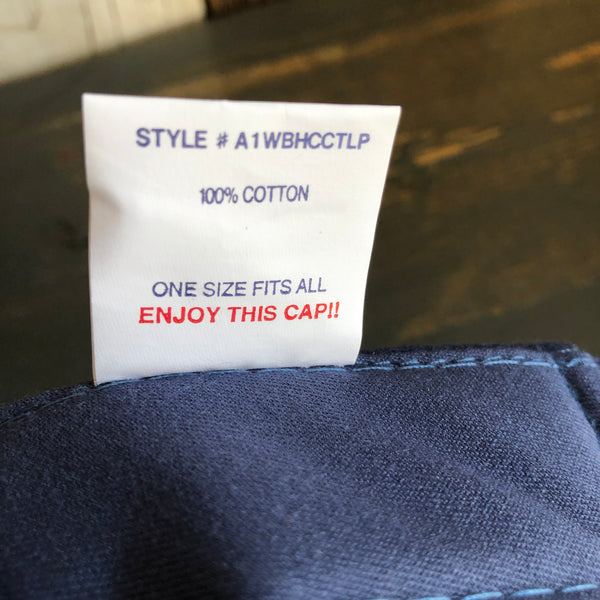 STYLE # A1WBHCCTLP
100% COTTON
ONE SIZE FITS ALL
ENJOY THIS CAP!!